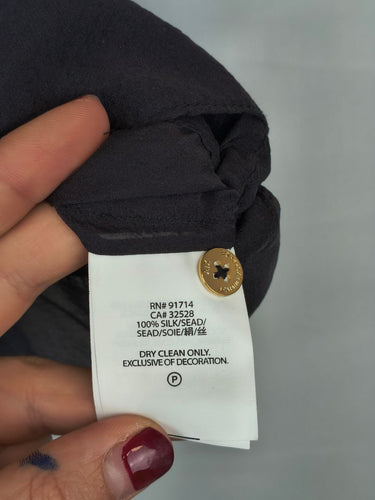 RN# 91714
CA# 32528
100% SILK/SEAD/
SEAD/SOIE/絹/丝
DRY CLEAN ONLY.
EXCLUSIVE OF DECORATION.
P